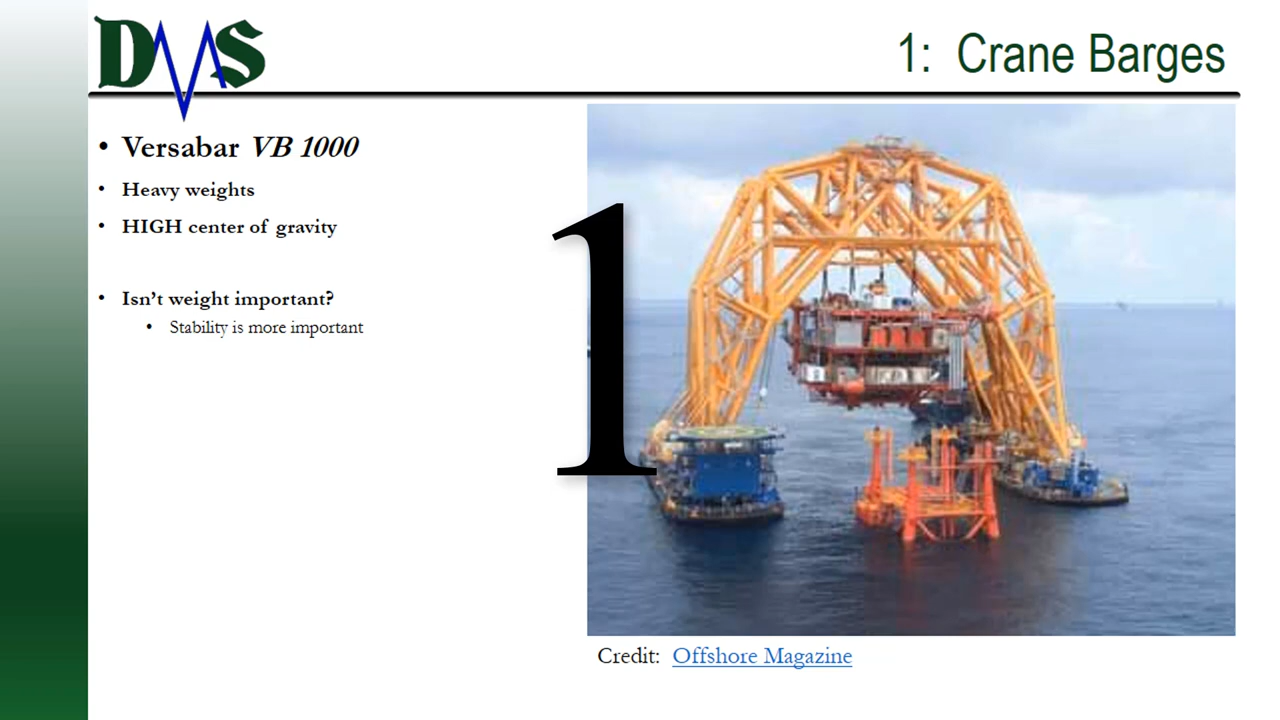 DMS
1: Crane Barges
• Versabar VB 1000
• Heavy weights
• HIGH center of gravity
• Isn't weight important?
• Stability is more important
1
Credit: Offshore Magazine